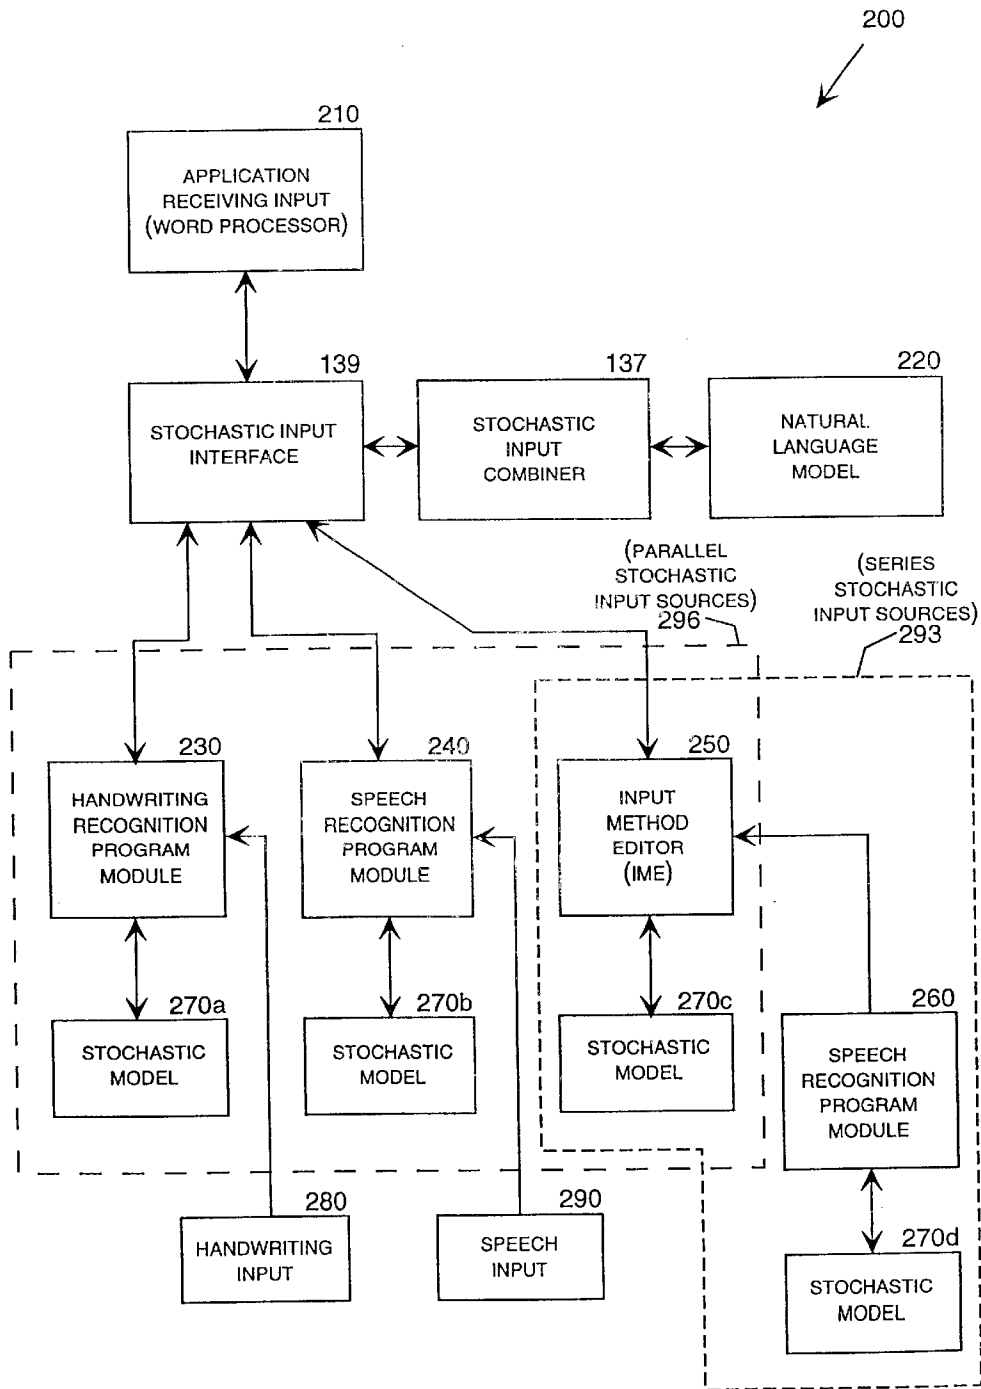 200
210
APPLICATION
RECEIVING INPUT
(WORD PROCESSOR)
139
STOCHASTIC INPUT
INTERFACE
137
STOCHASTIC
INPUT
COMBINER
220
NATURAL
LANGUAGE
MODEL
(PARALLEL
STOCHASTIC
INPUT SOURCES)
296
(SERIES
STOCHASTIC
INPUT SOURCES)
293
230
HANDWRITING
RECOGNITION
PROGRAM
MODULE
240
SPEECH
RECOGNITION
PROGRAM
MODULE
250
INPUT
METHOD
EDITOR
(IME)
270a
STOCHASTIC
MODEL
270b
STOCHASTIC
MODEL
270c
STOCHASTIC
MODEL
260
SPEECH
RECOGNITION
PROGRAM
MODULE
280
HANDWRITING
INPUT
290
SPEECH
INPUT
270d
STOCHASTIC
MODEL